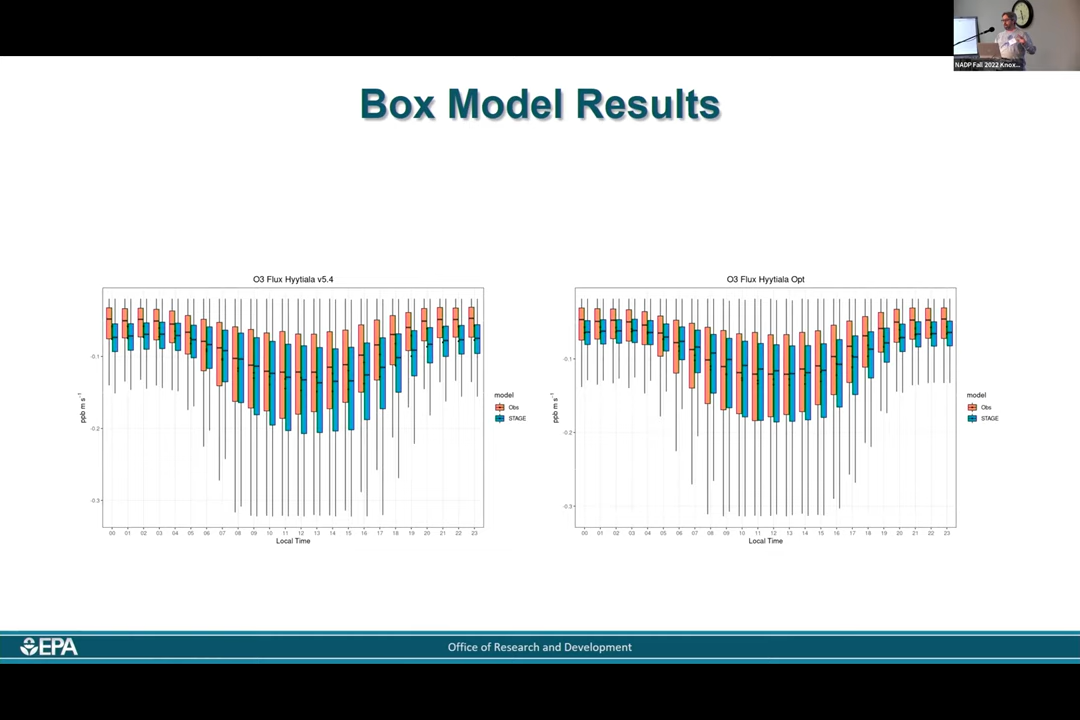 NADP Fall 2022 Knox...
Box Model Results
O3 Flux Hyytiala v5.4
-0.1
-0.2
-0.3
ppb m s⁻¹
00 01 02 03 04 05 06 07 08 09 10 11 12 13 14 15 16 17 18 19 20 21 22 23
Local Time
model
Obs
STAGE
O3 Flux Hyytiala Opt
-0.1
-0.2
-0.3
ppb m s⁻¹
00 01 02 03 04 05 06 07 08 09 10 11 12 13 14 15 16 17 18 19 20 21 22 23
Local Time
model
Obs
STAGE
EPA
Office of Research and Development